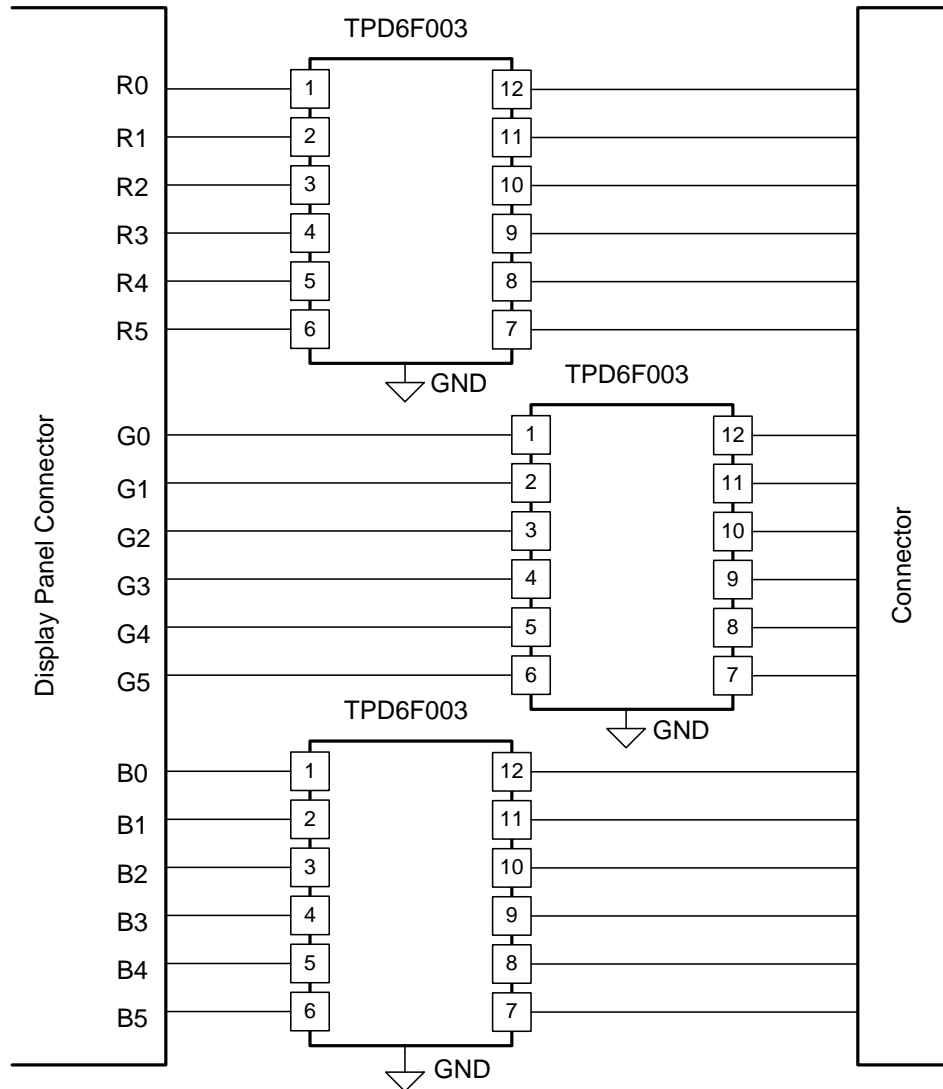 TPD6F003
R0 1 12
R1 2 11
R2 3 10
R3 4 9
R4 5 8
R5 6 7
GND
TPD6F003
G0 1 12
G1 2 11
G2 3 10
G3 4 9
G4 5 8
G5 6 7
GND
TPD6F003
B0 1 12
B1 2 11
B2 3 10
B3 4 9
B4 5 8
B5 6 7
GND
Display Panel Connector
Connector